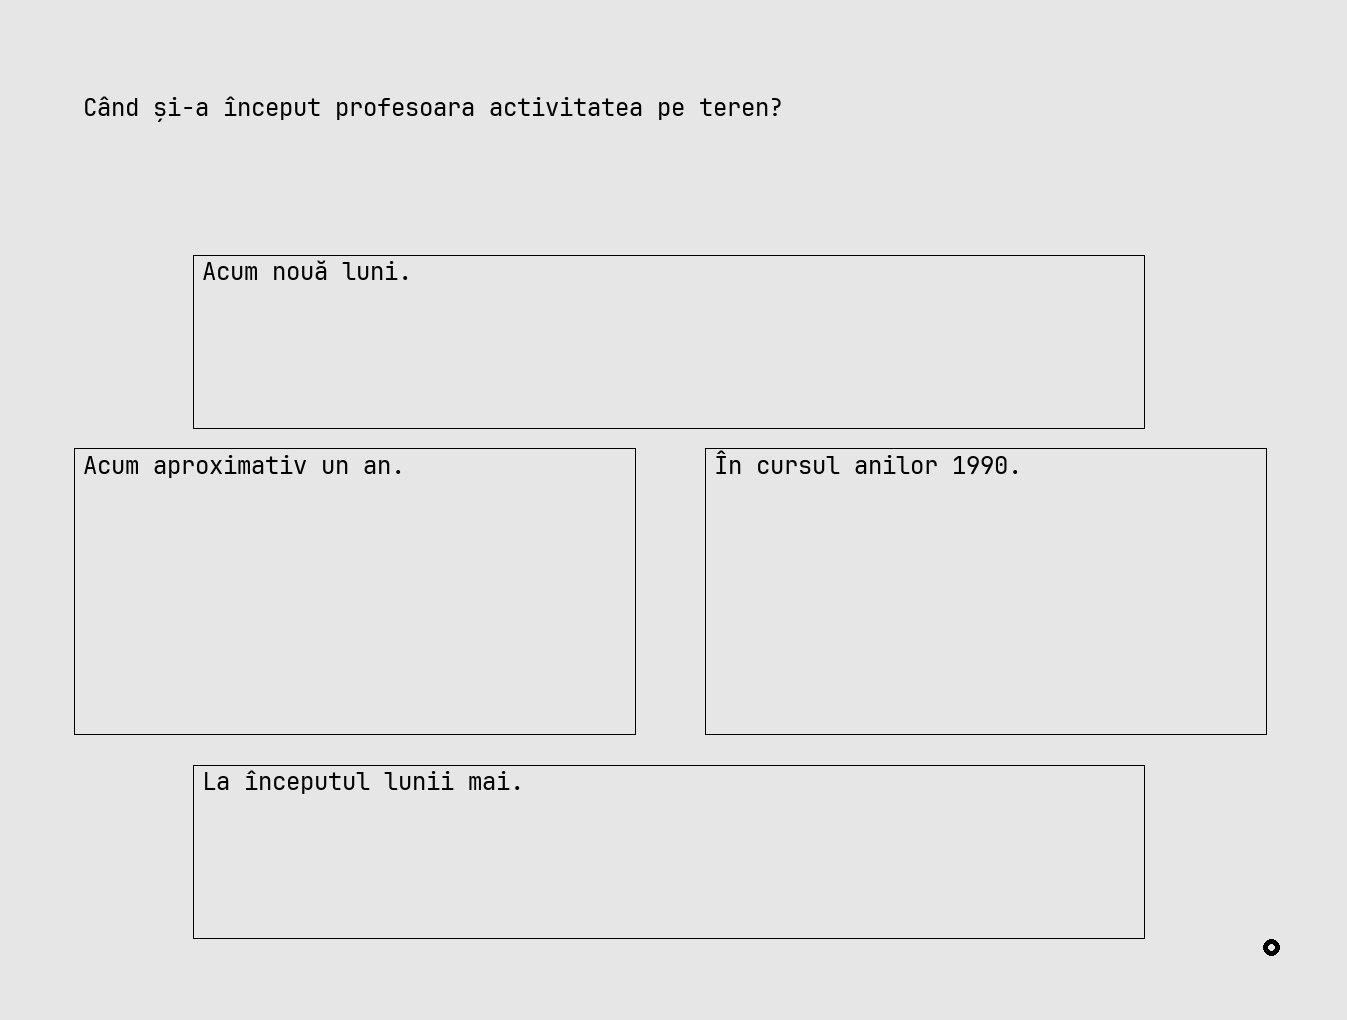 Când și-a început profesoara activitatea pe teren?
Acum nouă luni.
Acum aproximativ un an.
În cursul anilor 1990.
La începutul lunii mai.